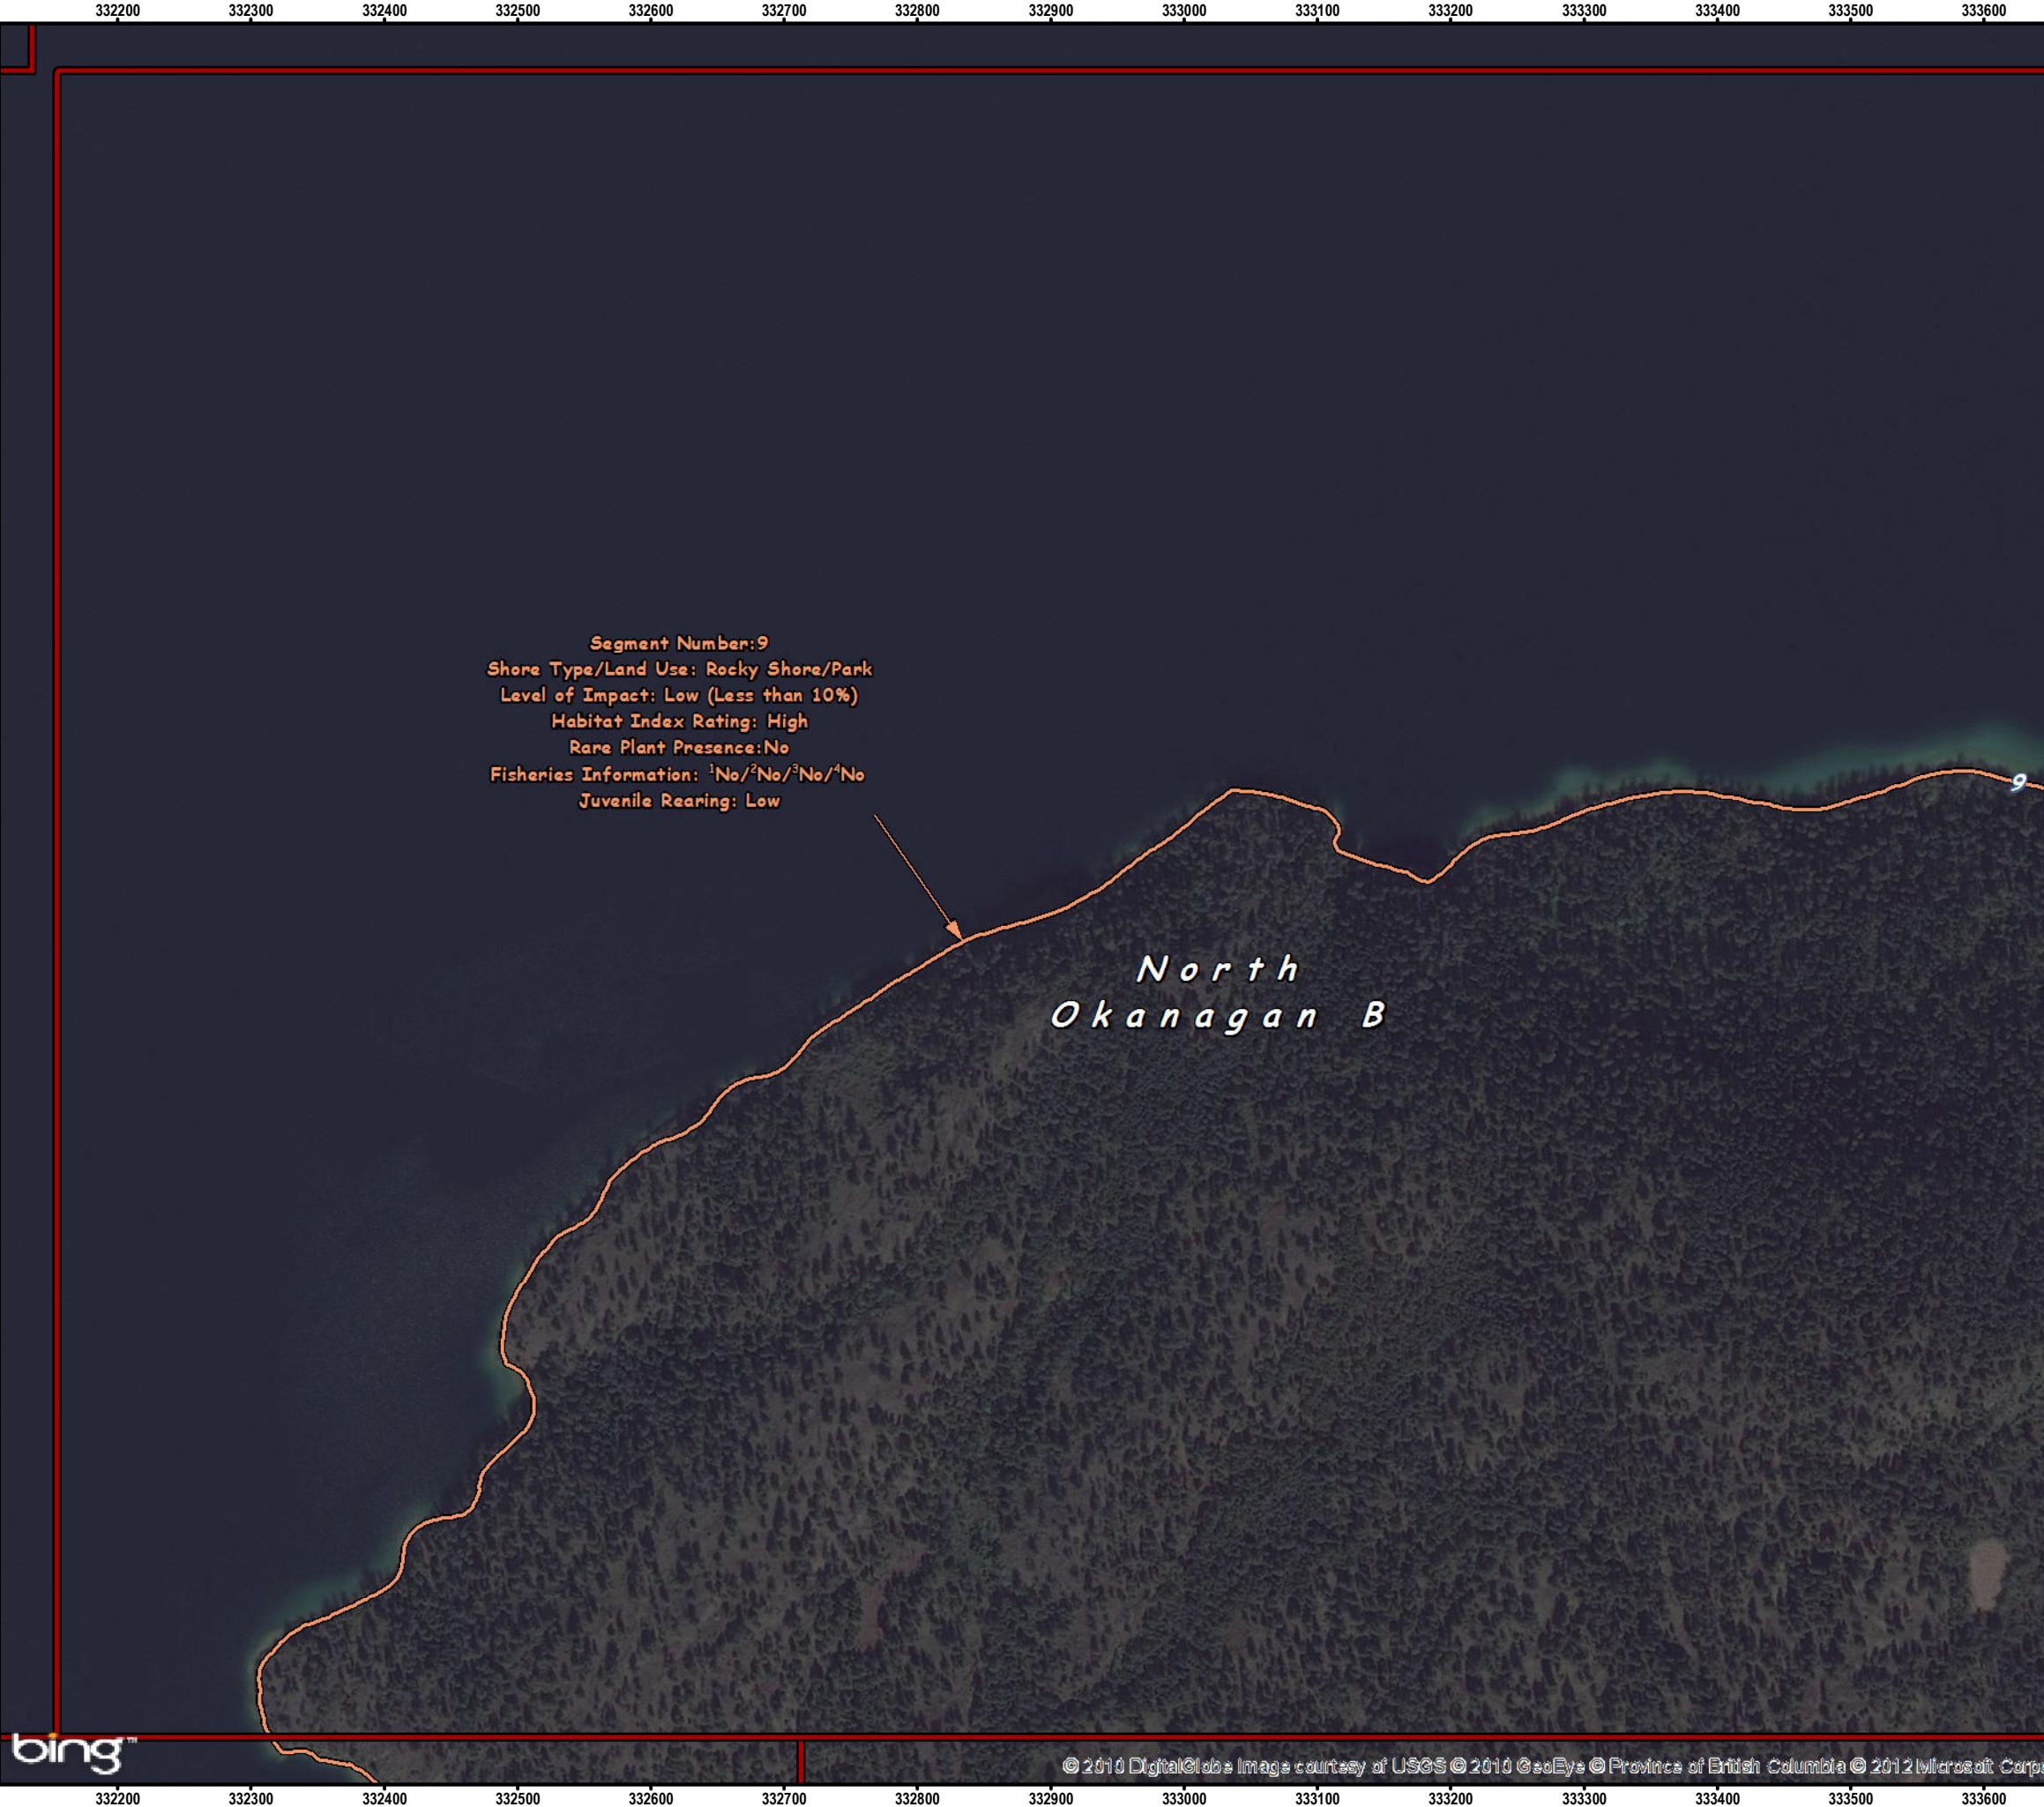 332200 332300 332400 332500 332600 332700 332800 332900 333000 333100 333200 333300 333400 333500 333600
Segment Number:9
Shore Type/Land Use: Rocky Shore/Park
Level of Impact: Low (Less than 10%)
Habitat Index Rating: High
Rare Plant Presence:No
Fisheries Information: ¹No/²No/³No/⁴No
Juvenile Rearing: Low
9
North
Okanagan B
bing™
© 2010 DigitalGlobe Image courtesy of USGS © 2010 GeoEye © Province of British Columbia © 2012 Microsoft Corpo
332200 332300 332400 332500 332600 332700 332800 332900 333000 333100 333200 333300 333400 333500 333600